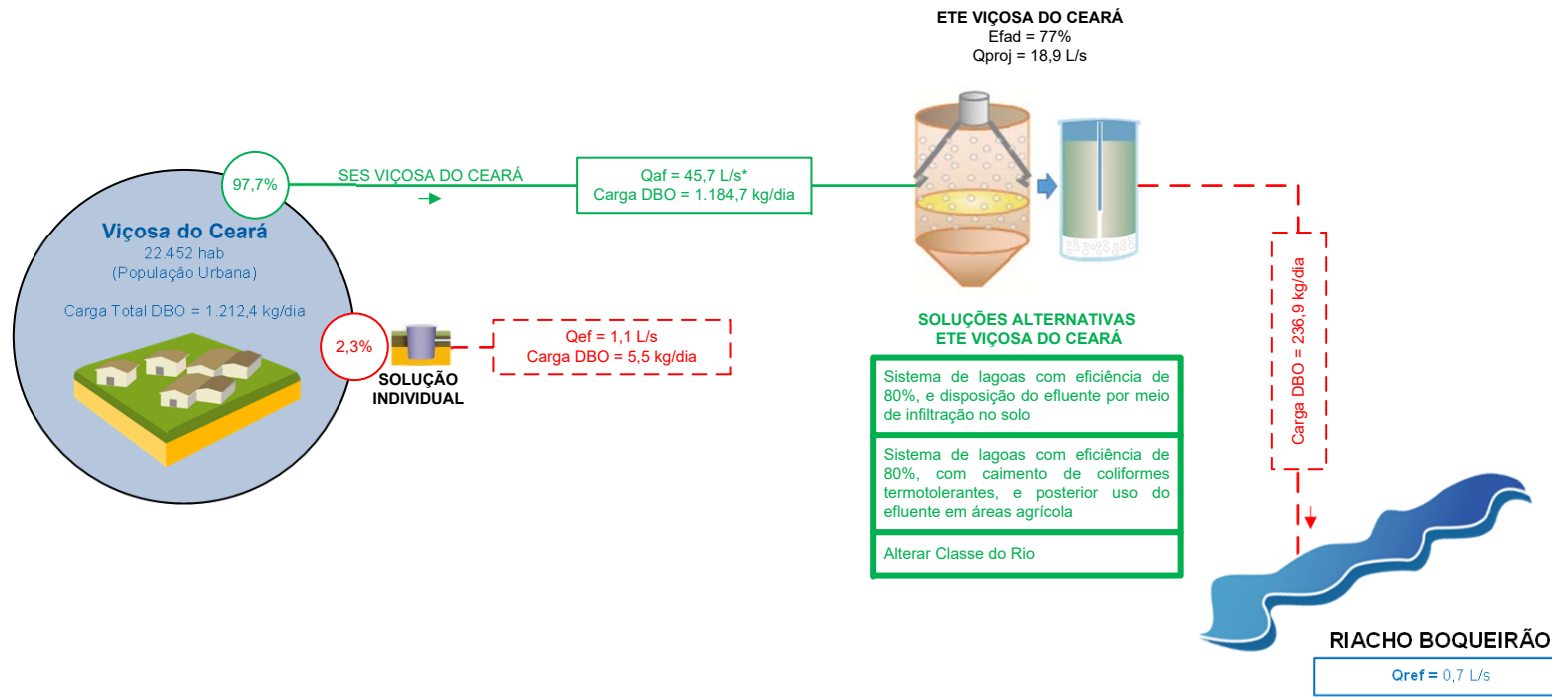 ETE VIÇOSA DO CEARÁ
Efad = 77%
Qproj = 18,9 L/s
97,7%
SES VIÇOSA DO CEARÁ
Qaf = 45,7 L/s*
Carga DBO = 1.184,7 kg/dia
Viçosa do Ceará
22.452 hab
(População Urbana)
Carga Total DBO = 1.212,4 kg/dia
2,3%
SOLUÇÃO
INDIVIDUAL
Qef = 1,1 L/s
Carga DBO = 5,5 kg/dia
SOLUÇÕES ALTERNATIVAS
ETE VIÇOSA DO CEARÁ
Sistema de lagoas com eficiência de
80%, e disposição do efluente por meio
de infiltração no solo
Sistema de lagoas com eficiência de
80%, com caimento de coliformes
termotolerantes, e posterior uso do
efluente em áreas agrícola
Alterar Classe do Rio
Carga DBO = 236,9 kg/dia
RIACHO BOQUEIRÃO
Qref = 0,7 L/s